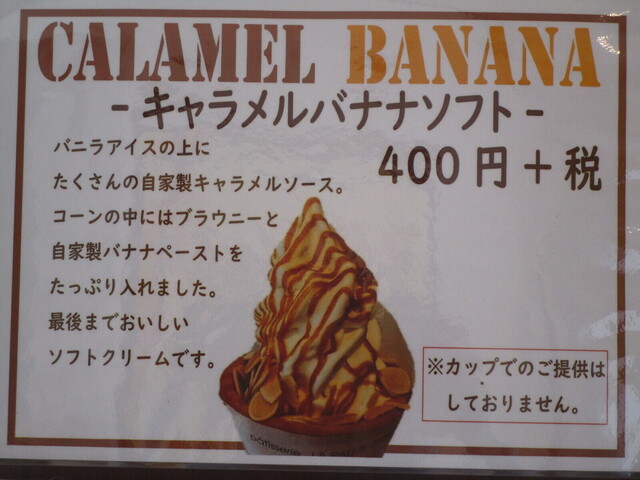 CALAMEL BANANA
-キャラメルバナナソフト-
バニラアイスの上に
たくさんの自家製キャラメルソース。
コーンの中にはブラウニーと
自家製バナナペーストを
たっぷり入れました。
最後までおいしい
ソフトクリームです。
400円+税
※カップでのご提供は
しておりません。
pâtisserie